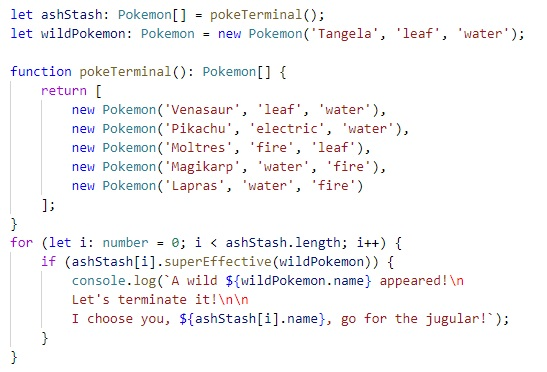 let ashStash: Pokemon[] = pokeTerminal();
let wildPokemon: Pokemon = new Pokemon('Tangela', 'leaf', 'water');

function pokeTerminal(): Pokemon[] {
    return [
        new Pokemon('Venasaur', 'leaf', 'water'),
        new Pokemon('Pikachu', 'electric', 'water'),
        new Pokemon('Moltres', 'fire', 'leaf'),
        new Pokemon('Magikarp', 'water', 'fire'),
        new Pokemon('Lapras', 'water', 'fire')
    ];
}
for (let i: number = 0; i < ashStash.length; i++) {
    if (ashStash[i].superEffective(wildPokemon)) {
        console.log(`A wild ${wildPokemon.name} appeared!\n
        Let's terminate it!\n\n
        I choose you, ${ashStash[i].name}, go for the jugular!`);
    }
}